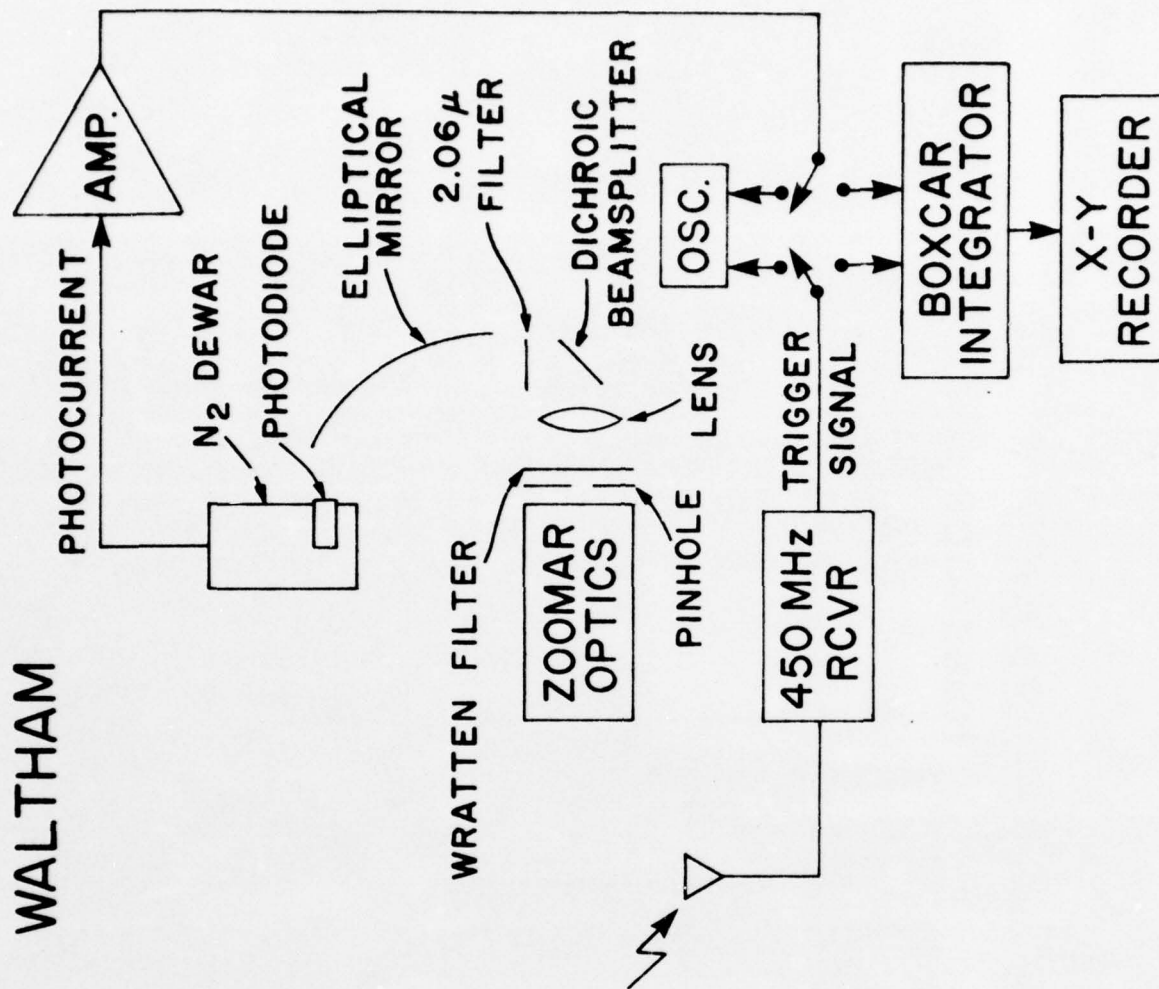 WALTHAM
PHOTOCURRENT
AMP.
N2 DEWAR
PHOTODIODE
ELLIPTICAL
MIRROR
2.06μ
FILTER
DICHROIC
BEAMSPLITTER
WRATTEN FILTER
ZOOMAR
OPTICS
PINHOLE
LENS
OSC.
450 MHz
RCVR
TRIGGER
SIGNAL
BOXCAR
INTEGRATOR
X-Y
RECORDER